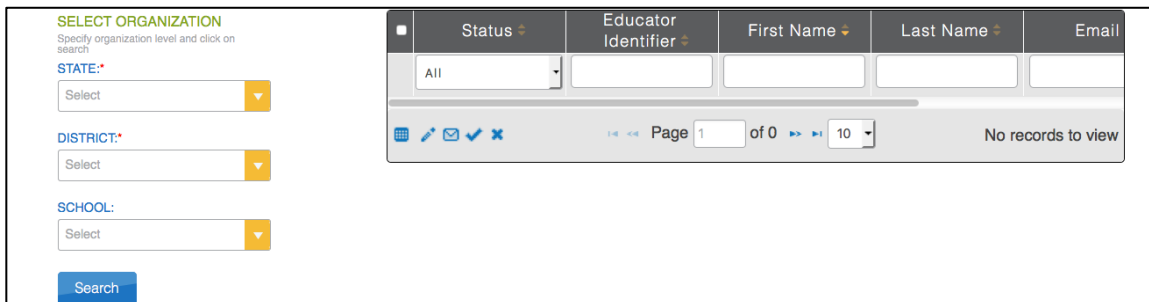 SELECT ORGANIZATION
Specify organization level and click on
search
STATE:*
Select
DISTRICT:*
Select
SCHOOL:
Select
Search
Status
Educator
Identifier
First Name
Last Name
Email
All
Page 1 of 0 10 No records to view